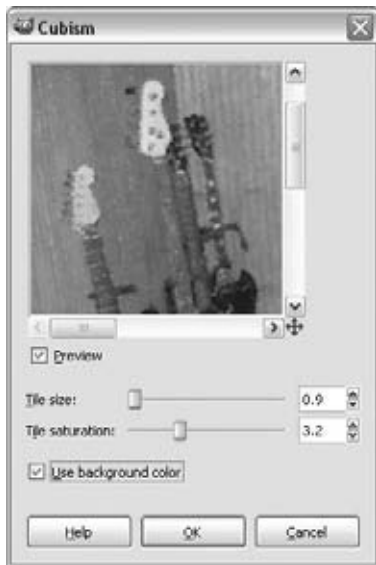 Cubism
Preview
Tile size: 0.9
Tile saturation: 3.2
Use background color
Help OK Cancel